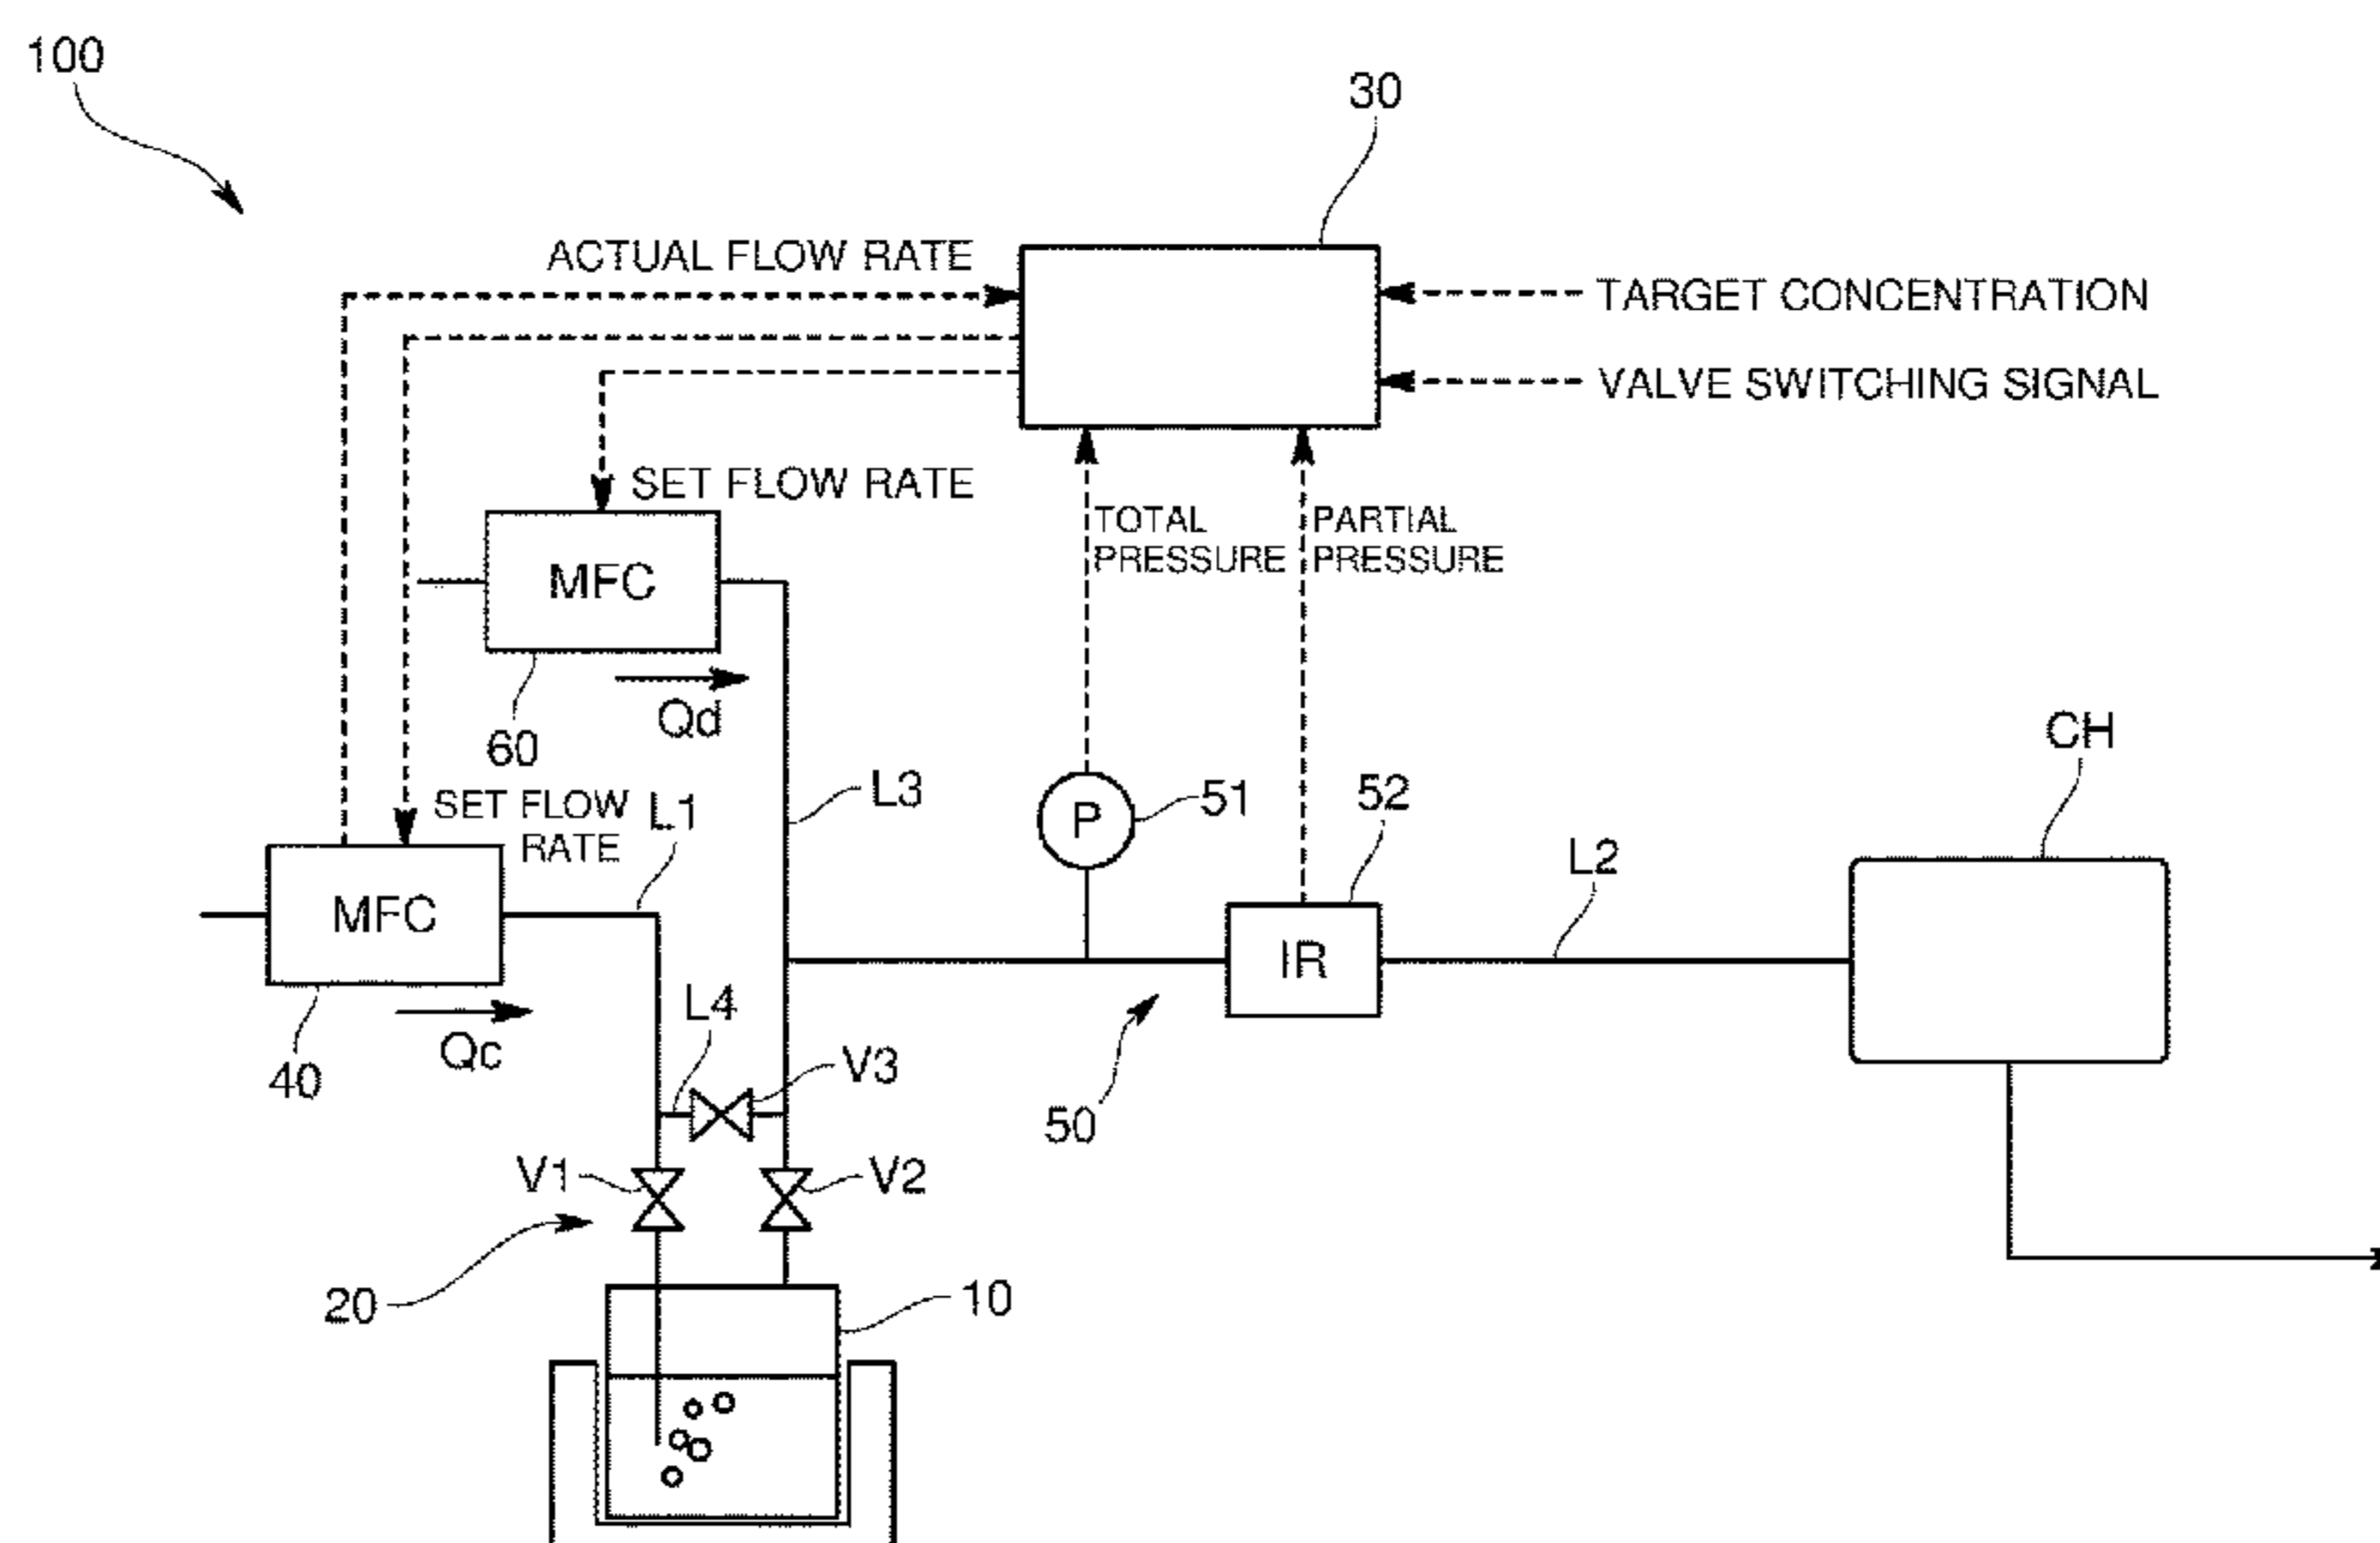 100
30
ACTUAL FLOW RATE
TARGET CONCENTRATION
VALVE SWITCHING SIGNAL
SET FLOW RATE
TOTAL
PRESSURE
PARTIAL
PRESSURE
MFC
60
Qd
CH
L3
P
51
52
SET FLOW
RATE
L1
L2
MFC
IR
40
Qc
L4
V3
50
V1
V2
20
10